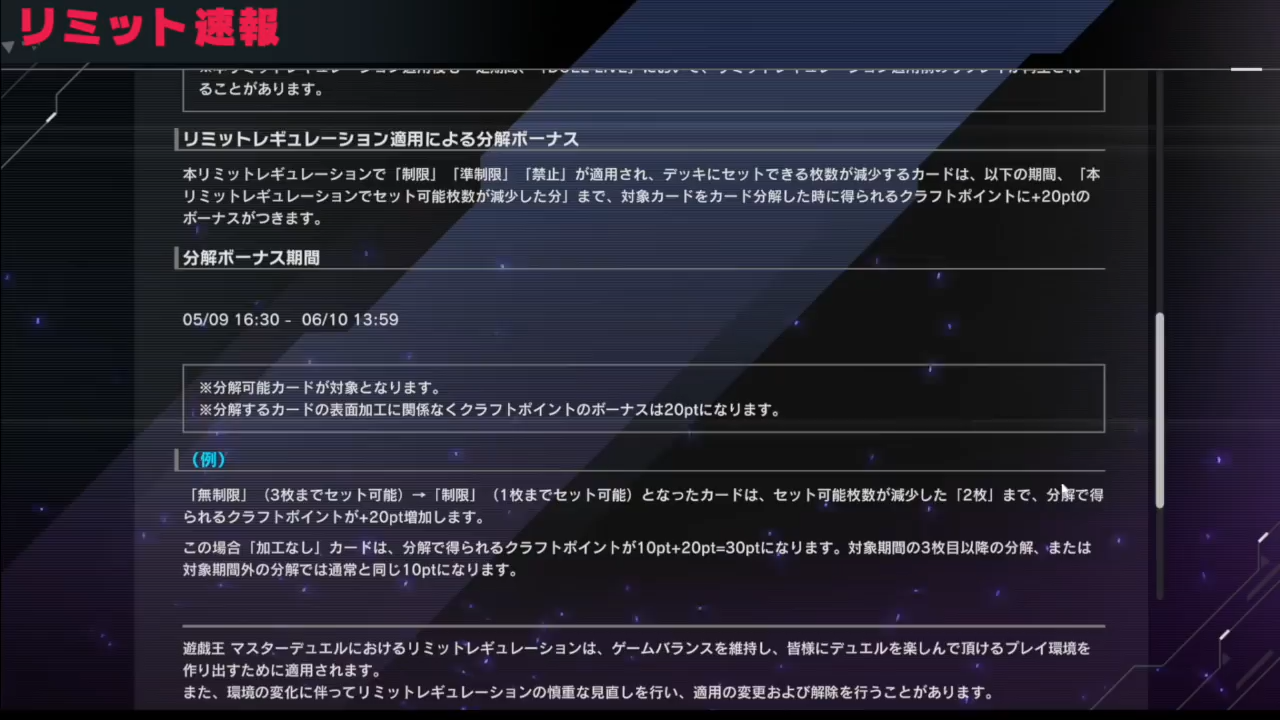 リミット速報
ることがあります。
リミットレギュレーション適用による分解ボーナス
本リミットレギュレーションで「制限」「準制限」「禁止」が適用され、デッキにセットできる枚数が減少するカードは、以下の期間、「本
リミットレギュレーションでセット可能枚数が減少した分」まで、対象カードをカード分解した時に得られるクラフトポイントに+20ptの
ボーナスがつきます。
分解ボーナス期間
05/09 16:30 - 06/10 13:59
※分解可能カードが対象となります。
※分解するカードの表面加工に関係なくクラフトポイントのボーナスは20ptになります。
（例）
「無制限」（3枚までセット可能）→「制限」（1枚までセット可能）となったカードは、セット可能枚数が減少した「2枚」まで、分解で得
られるクラフトポイントが+20pt増加します。
この場合「加工なし」カードは、分解で得られるクラフトポイントが10pt+20pt=30ptになります。対象期間の3枚目以降の分解、または
対象期間外の分解では通常と同じ10ptになります。
遊戯王 マスターデュエルにおけるリミットレギュレーションは、ゲームバランスを維持し、皆様にデュエルを楽しんで頂けるプレイ環境を
作り出すために適用されます。
また、環境の変化に伴ってリミットレギュレーションの慎重な見直しを行い、適用の変更および解除を行うことがあります。